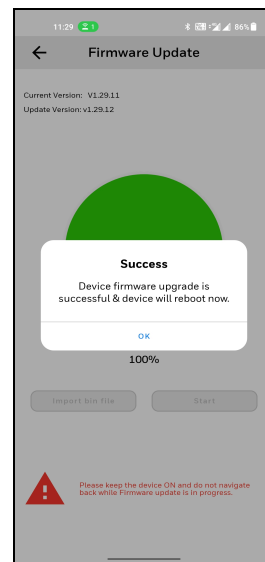 11:29 1 86%
Firmware Update
Current Version: V1.29.11
Update Version: v1.29.12
Success
Device firmware upgrade is
successful & device will reboot now.
OK
100%
Import bin file Start
Please keep the device ON and do not navigate
back while Firmware update is in progress.